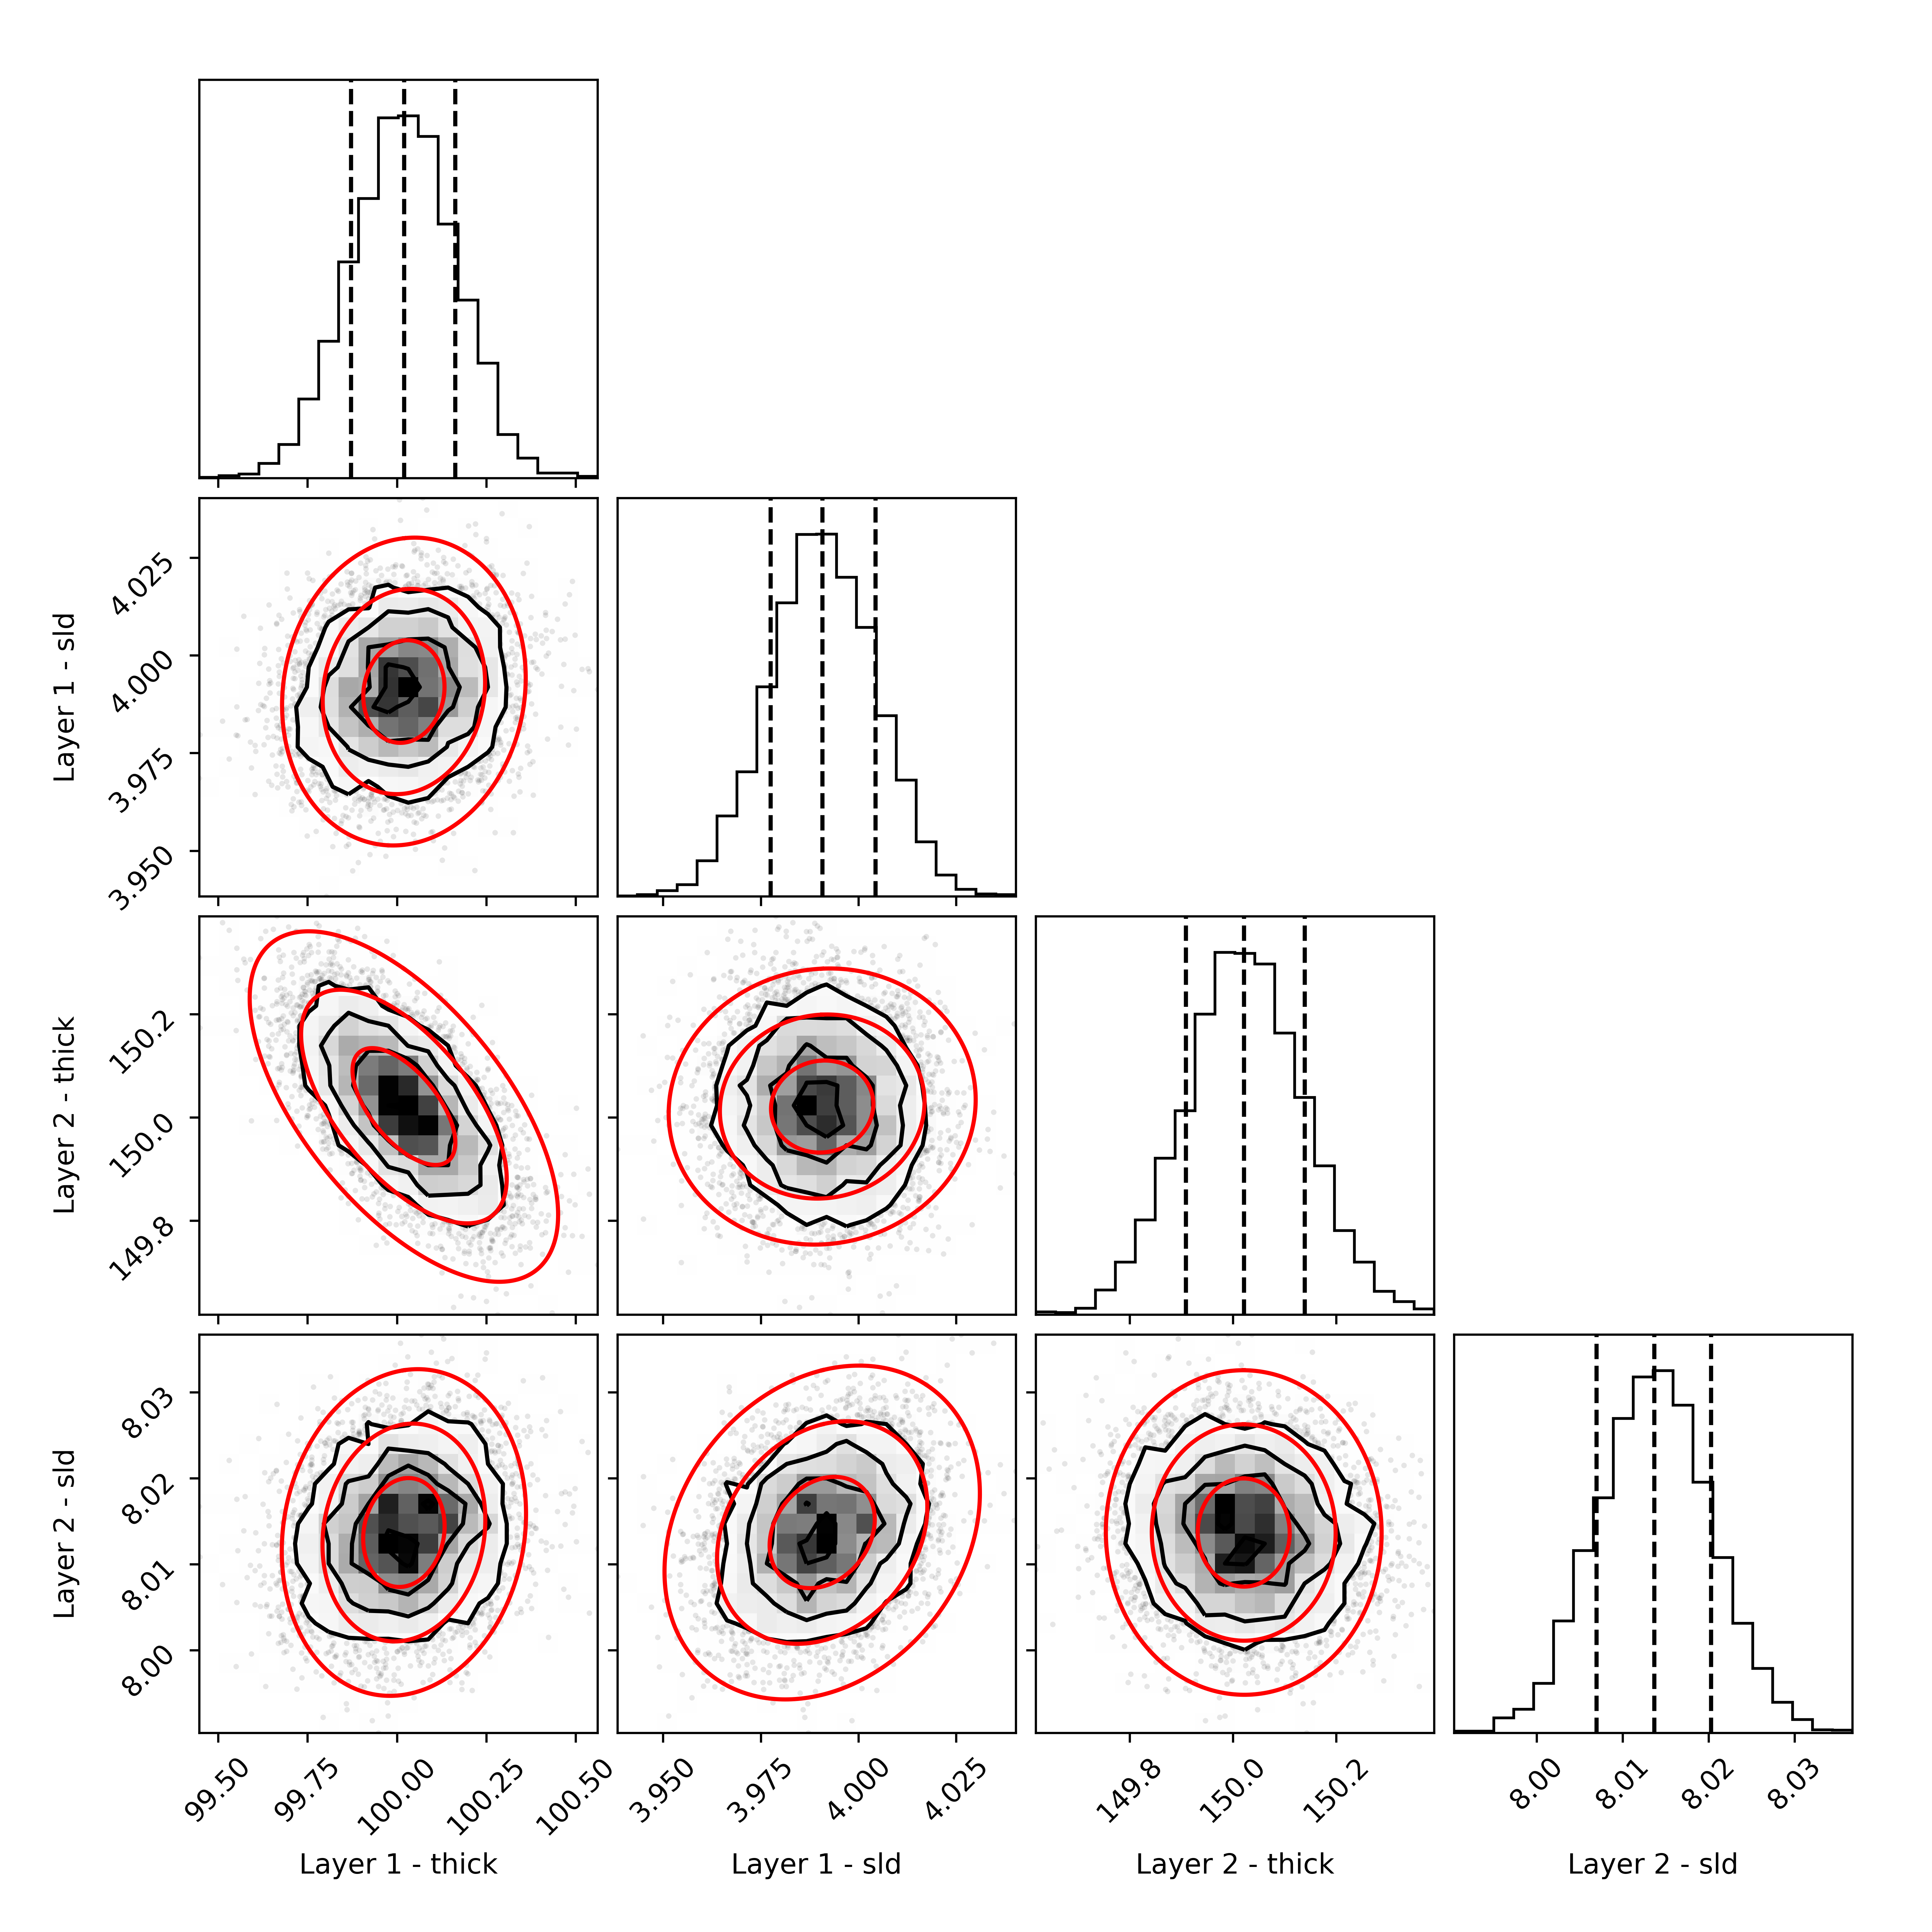 Layer 1 - sld
4.025
4.000
3.975
3.950
Layer 2 - thick
150.2
150.0
149.8
Layer 2 - sld
8.03
8.02
8.01
8.00
99.50 99.75 100.00 100.25 100.50 3.950 3.975 4.000 4.025 149.8 150.0 150.2 8.00 8.01 8.02 8.03
Layer 1 - thick Layer 1 - sld Layer 2 - thick Layer 2 - sld